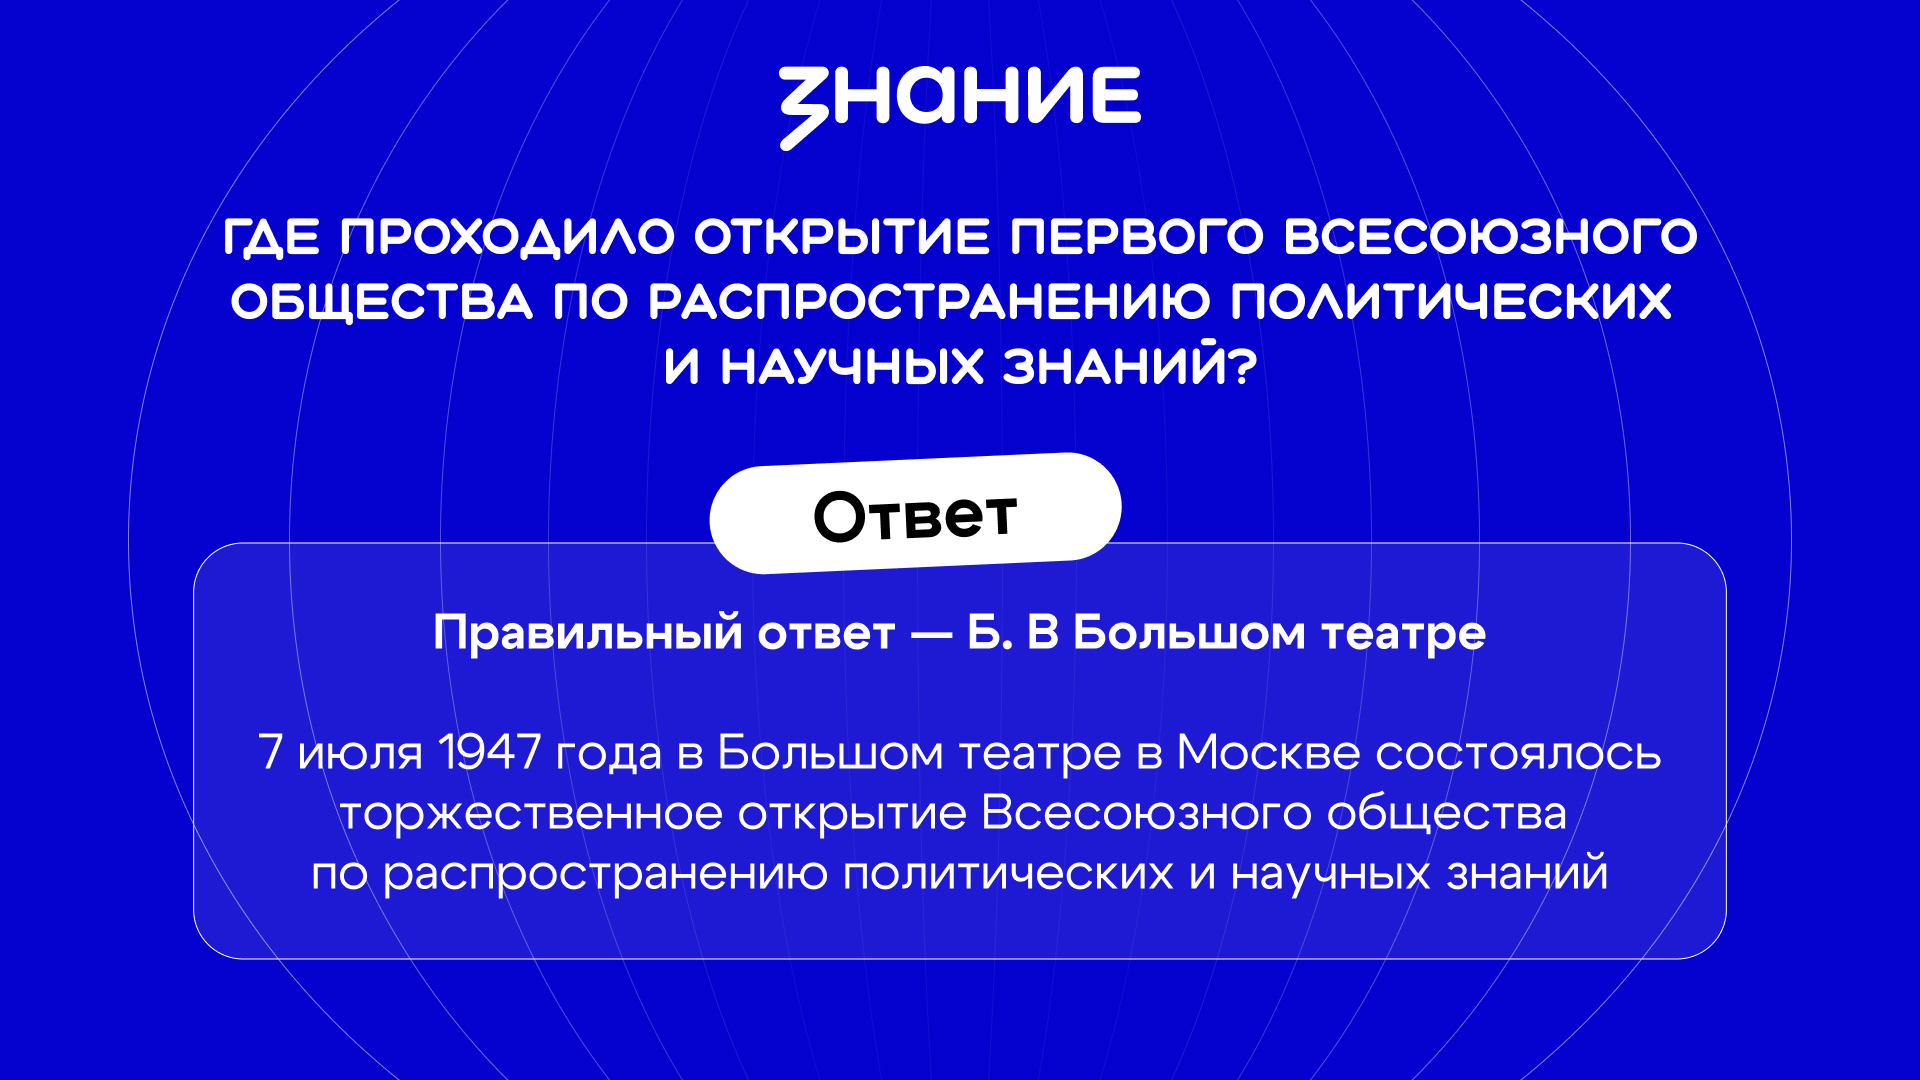 ЗНАНИЕ
ГДЕ ПРОХОДИЛО ОТКРЫТИЕ ПЕРВОГО ВСЕСОЮЗНОГО
ОБЩЕСТВА ПО РАСПРОСТРАНЕНИЮ ПОЛИТИЧЕСКИХ
И НАУЧНЫХ ЗНАНИЙ?
Ответ
Правильный ответ — Б. В Большом театре
7 июля 1947 года в Большом театре в Москве состоялось
торжественное открытие Всесоюзного общества
по распространению политических и научных знаний